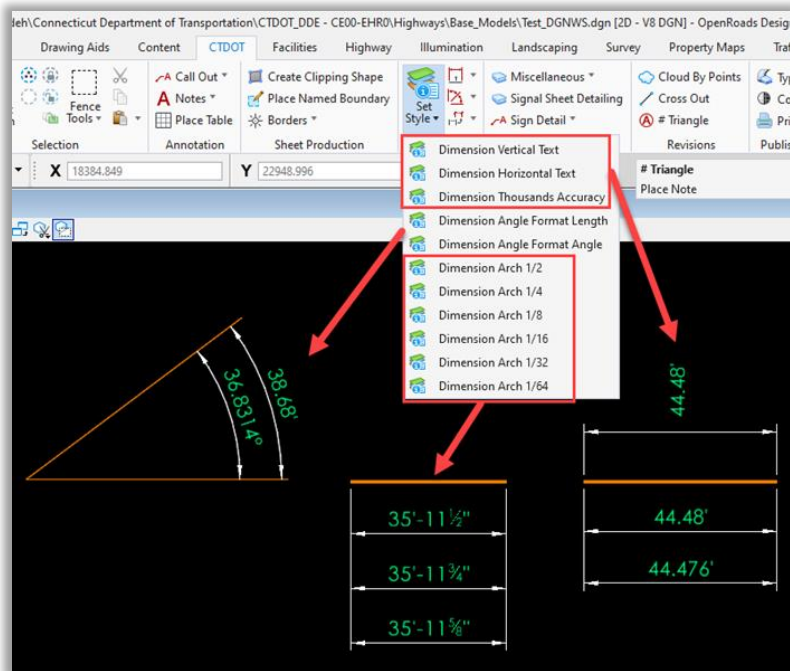 deh\Connecticut Department of Transportation\CTDOT_DDE - CE00-EHR0\Highways\Base_Models\Test_DGNWS.dgn [2D - V8 DGN] - OpenRoads Desig
Drawing Aids Content CTDOT Facilities Highway Illumination Landscaping Survey Property Maps Traf
Call Out Create Clipping Shape Miscellaneous Cloud By Points Typ
Fence Tools Notes Place Named Boundary Set Style Signal Sheet Detailing Cross Out Co
Place Table Borders Sign Detail # Triangle Pri
Selection Annotation Sheet Production Revisions Publis
X 18384.849 Y 22948.996
Dimension Vertical Text
Dimension Horizontal Text
Dimension Thousands Accuracy
Dimension Angle Format Length
Dimension Angle Format Angle
Dimension Arch 1/2
Dimension Arch 1/4
Dimension Arch 1/8
Dimension Arch 1/16
Dimension Arch 1/32
Dimension Arch 1/64
# Triangle
Place Note
36.8314°
38.68'
35'-11½"
35'-11¾"
35'-11⅝"
44.48'
44.48'
44.476'